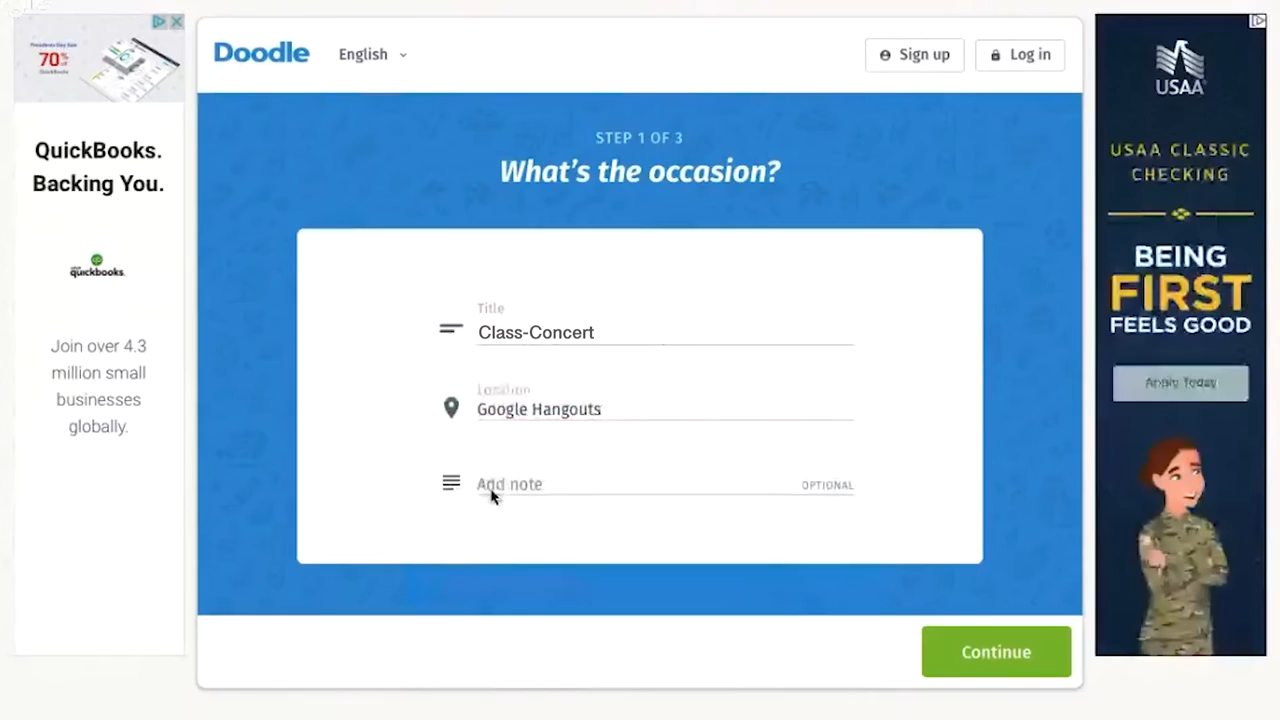 70%
QuickBooks.
Backing You.
quickbooks.
Join over 4.3
million small
businesses
globally.
Doodle
English
Sign up
Log in
STEP 1 OF 3
What's the occasion?
Title
Class-Concert
Location
Google Hangouts
Add note
OPTIONAL
Continue
USAA
USAA CLASSIC
CHECKING
BEING
FIRST
FEELS GOOD
Apply Today